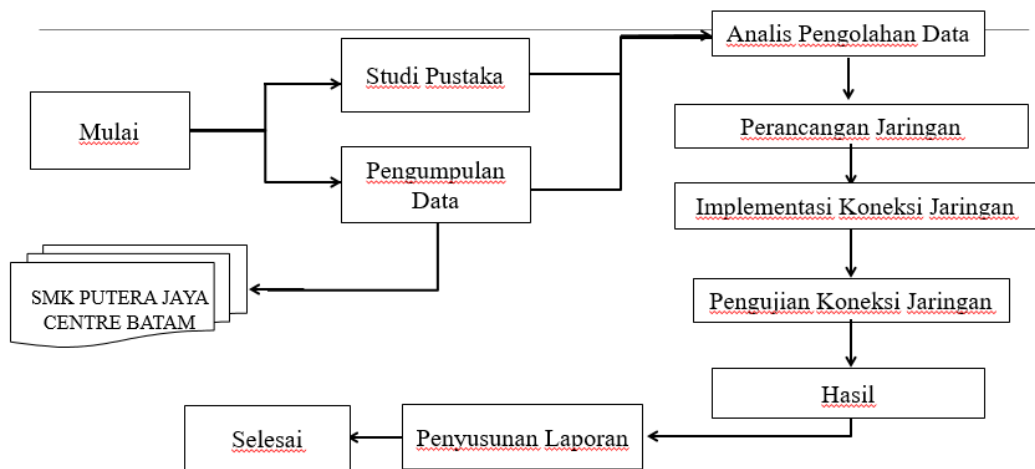 Mulai
Studi Pustaka
Pengumpulan
Data
SMK PUTERA JAYA
CENTRE BATAM
Analis Pengolahan Data
Perancangan Jaringan
Implementasi Koneksi Jaringan
Pengujian Koneksi Jaringan
Hasil
Penyusunan Laporan
Selesai